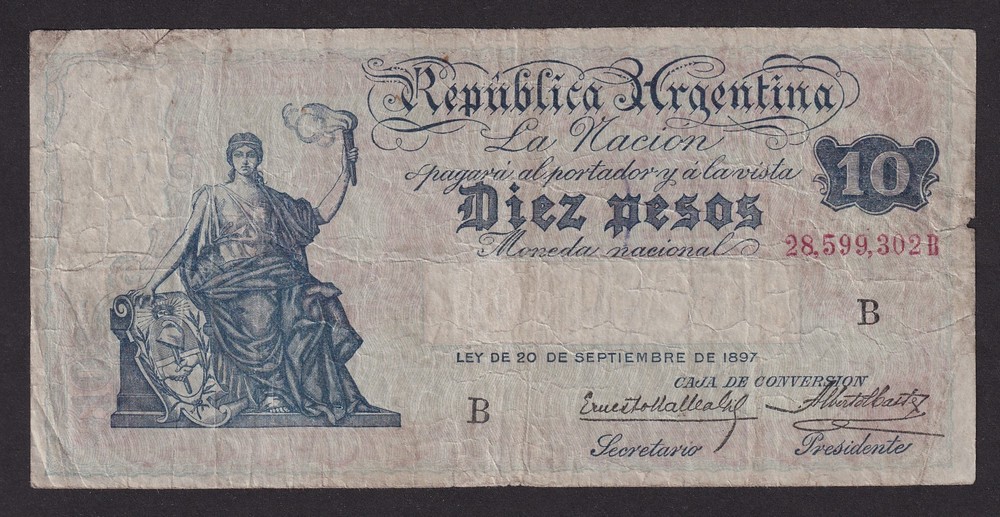 República Argentina
La Nación
pagará al portador y á la vista
10
Diez pesos
Moneda nacional
28,599,302 B
B
LEY DE 20 DE SEPTIEMBRE DE 1897
CAJA DE CONVERSION
B
Secretario
Presidente